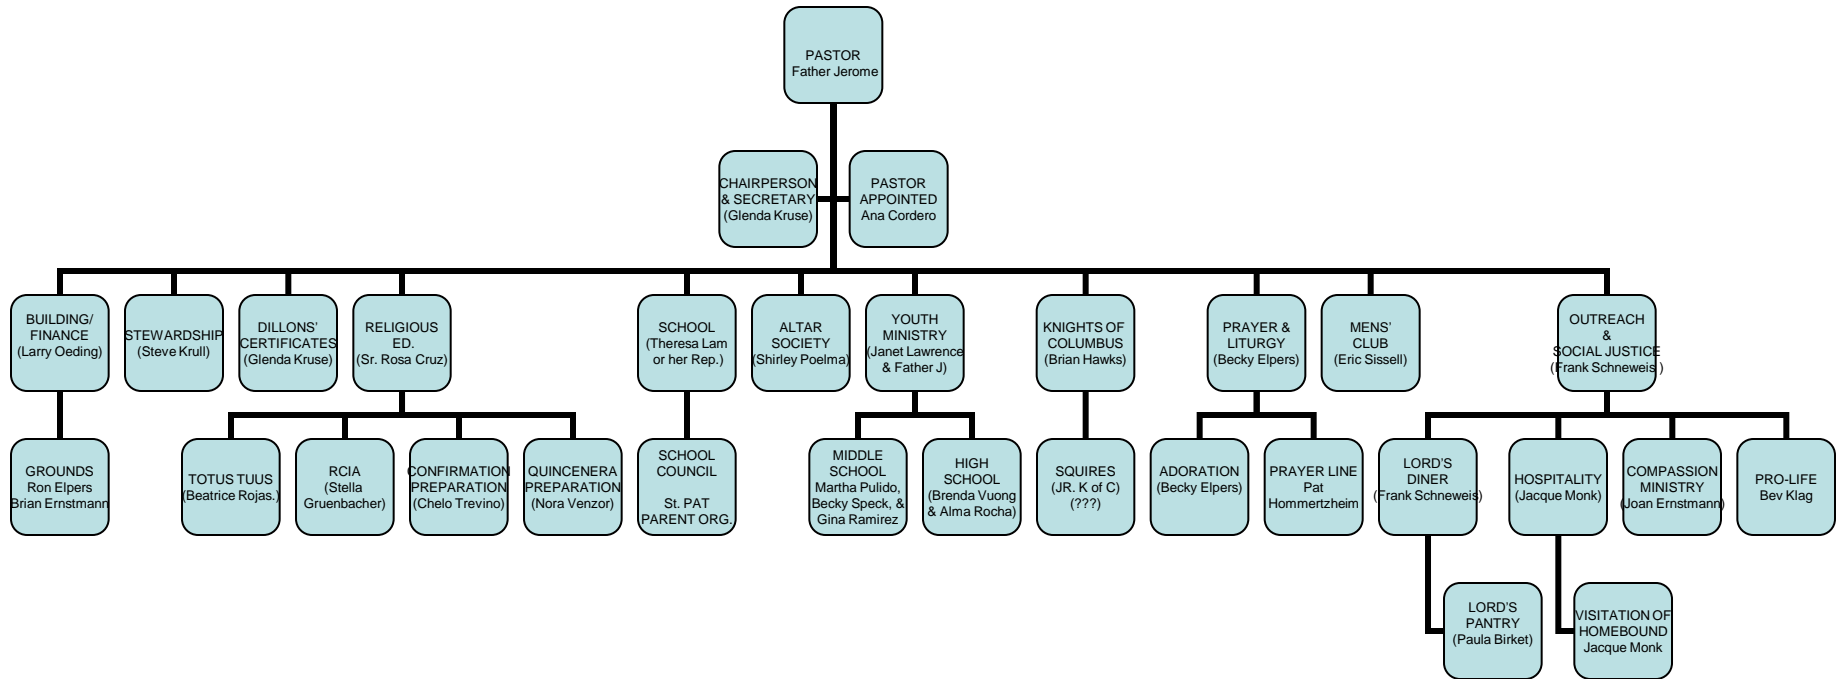 PASTOR
Father Jerome
CHAIRPERSON
& SECRETARY
(Glenda Kruse)
PASTOR
APPOINTED
Ana Cordero
BUILDING/
FINANCE
(Larry Oeding)
STEWARDSHIP
(Steve Krull)
DILLONS’
CERTIFICATES
(Glenda Kruse)
RELIGIOUS
ED.
(Sr. Rosa Cruz)
SCHOOL
(Theresa Lam
or her Rep.)
ALTAR
SOCIETY
(Shirley Poelma)
YOUTH
MINISTRY
(Janet Lawrence
& Father J)
KNIGHTS OF
COLUMBUS
(Brian Hawks)
PRAYER &
LITURGY
(Becky Elpers)
MENS’
CLUB
(Eric Sissell)
OUTREACH
&
SOCIAL JUSTICE
(Frank Schneweis )
GROUNDS
Ron Elpers
Brian Ernstmann
TOTUS TUUS
(Beatrice Rojas.)
RCIA
(Stella
Gruenbacher)
CONFIRMATION
PREPARATION
(Chelo Trevino)
QUINCENERA
PREPARATION
(Nora Venzor)
SCHOOL
COUNCIL
St. PAT
PARENT ORG.
MIDDLE
SCHOOL
Martha Pulido,
Becky Speck, &
Gina Ramirez
HIGH
SCHOOL
(Brenda Vuong
& Alma Rocha)
SQUIRES
(JR. K of C)
(???)
ADORATION
(Becky Elpers)
PRAYER LINE
Pat
Hommertzheim
LORD’S
DINER
(Frank Schneweis)
HOSPITALITY
(Jacque Monk)
COMPASSION
MINISTRY
(Joan Ernstmann)
PRO-LIFE
Bev Klag
LORD’S
PANTRY
(Paula Birket)
VISITATION OF
HOMEBOUND
Jacque Monk